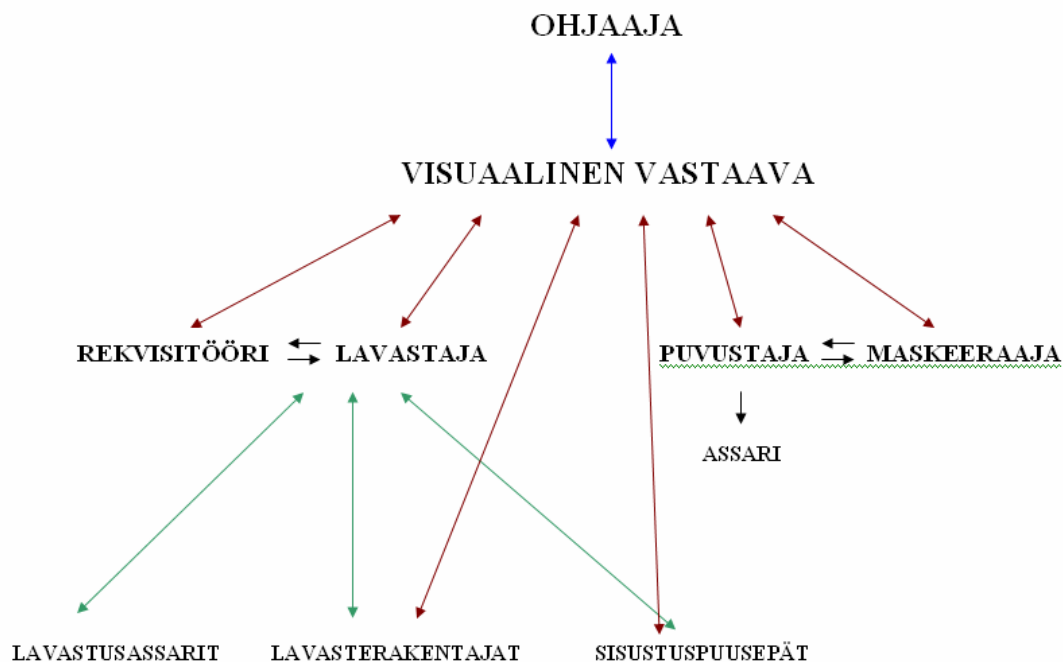 OHJAAJA
VISUAALINEN VASTAAVA
REKVISITÖÖRI LAVASTAJA PUVUSTAJA MASKEERAAJA
ASSARI
LAVASTUSASSARIT LAVASTERAKENTAJAT SISUSTUSPUUSEPÄT